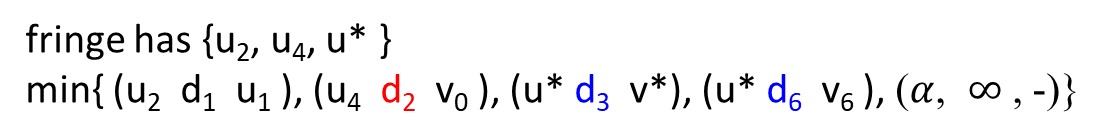 fringe has {u₂, u₄, u* }
min{ (u₂ d₁ u₁ ), (u₄ d₂ v₀ ), (u* d₃ v*), (u* d₆ v₆ ), (α, ∞ , -)}